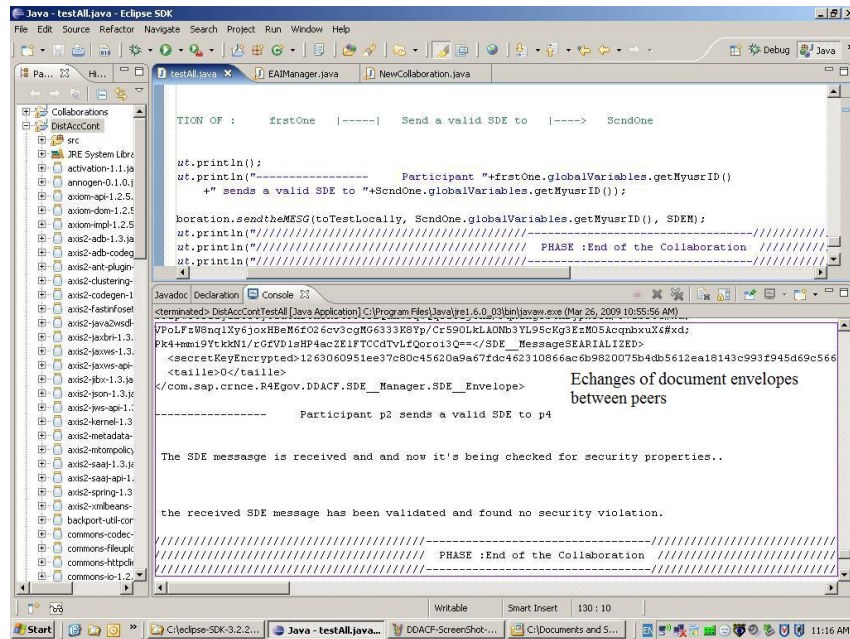 Java - testAll.java - Eclipse SDK
File Edit Source Refactor Navigate Search Project Run Window Help
Debug Java
Pa... Hi...
testAll.java EAIManager.java NewCollaboration.java
Collaborations
DistAccCont
src
JRE System Libra
activation-1.1.ja
annogen-0.1.0.j
axiom-api-1.2.5.
axiom-dom-1.2.5
axiom-impl-1.2.5
axis2-adb-1.3.ja
axis2-adb-codeg
axis2-ant-plugin-
axis2-clustering-
axis2-codegen-1
axis2-fastinfoset
axis2-java2wsdl-
axis2-jaxbri-1.3.
axis2-jaxws-1.3.
axis2-jaxws-api-
axis2-jibx-1.3.ja
axis2-json-1.3.ja
axis2-jws-api-1.
axis2-kernel-1.3
axis2-metadata-
axis2-mtompolicy
axis2-saaj-1.3.ja
axis2-saaj-api-1.
axis2-spring-1.3
axis2-xmlbeans-
backport-util-cor
commons-codec-
commons-fileuplo
commons-httpclie
commons-io-1.2.
TION OF : frstOne |-----| Send a valid SDE to |----> ScndOne
ut.println();
ut.println("----------------- Participant "+frstOne.globalVariables.getMyusrID()
+" sends a valid SDE to "+ScndOne.globalVariables.getMyusrID());
boration.sendtheMESG(toTestLocally, ScndOne.globalVariables.getMyusrID(), SDEM);
ut.println("////////////////////////////////////////-----------------------------------///////////
ut.println("//////////////////////////////////////// PHASE :End of the Collaboration ///////////
ut.println("////////////////////////////////////////-----------------------------------///////////
Javadoc Declaration Console
<terminated> DistAccContTestAll [Java Application] C:\Program Files\Java\jre1.6.0_03\bin\javaw.exe (Mar 26, 2009 10:55:56 AM)
VPoLFzW8nqlXy6joxHBeM6fO26cv3cgMG6333K8Yp/Cr59OLkLAONb3YL95cKg3EzMO5AcqnbxuX&#xd;
Pk4+mmi9YtkkN1/rGfVDlsHP4acZE1FTCCdTvLfQoroi3Q==</SDE__MessageSEARIALIZED>
<secretKeyEncrypted>1263060951ee37c80c45620a9a67fdc462310866ac6b9820075b4db5612ea18143c993f945d69c566
<taille>0</taille>
</com.sap.crnce.R4Egov.DDACF.SDE__Manager.SDE__Envelope>
Echanges of document envelopes
between peers
----------------- Participant p2 sends a valid SDE to p4
The SDE messasge is received and and now it's being checked for security properties..
the received SDE message has been validated and found no security violation.
////////////////////////////////////////-----------------------------------///////////////////////////
//////////////////////////////////////// PHASE :End of the Collaboration ///////////////////////////
////////////////////////////////////////-----------------------------------///////////////////////////
Writable Smart Insert 130 : 10
Start C:\eclipse-SDK-3.2.2... Java - testAll.java... DDACF-ScreenShot-... C:\Documents and S... 11:16 AM